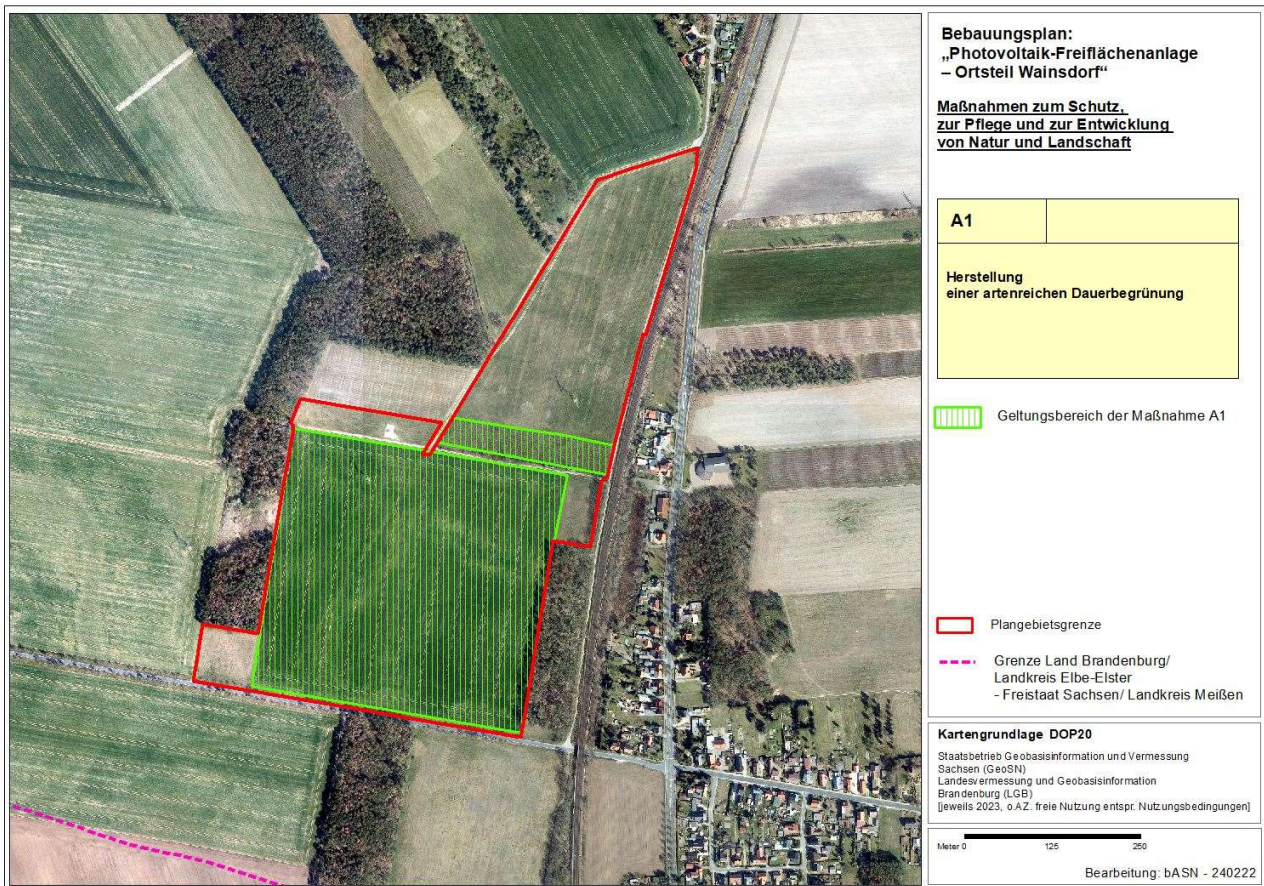 Bebauungsplan:
„Photovoltaik-Freiflächenanlage
– Ortsteil Wainsdorf“
Maßnahmen zum Schutz,
zur Pflege und zur Entwicklung
von Natur und Landschaft
A1
Herstellung
einer artenreichen Dauerbegrünung
Geltungsbereich der Maßnahme A1
Plangebietsgrenze
Grenze Land Brandenburg/
Landkreis Elbe-Elster
- Freistaat Sachsen/ Landkreis Meißen
Kartengrundlage DOP20
Staatsbetrieb Geobasisinformation und Vermessung
Sachsen (GeoSN)
Landesvermessung und Geobasisinformation
Brandenburg (LGB)
[jeweils 2023, o.AZ. freie Nutzung entspr. Nutzungsbedingungen]
Meter 0 125 250
Bearbeitung: bASN - 240222